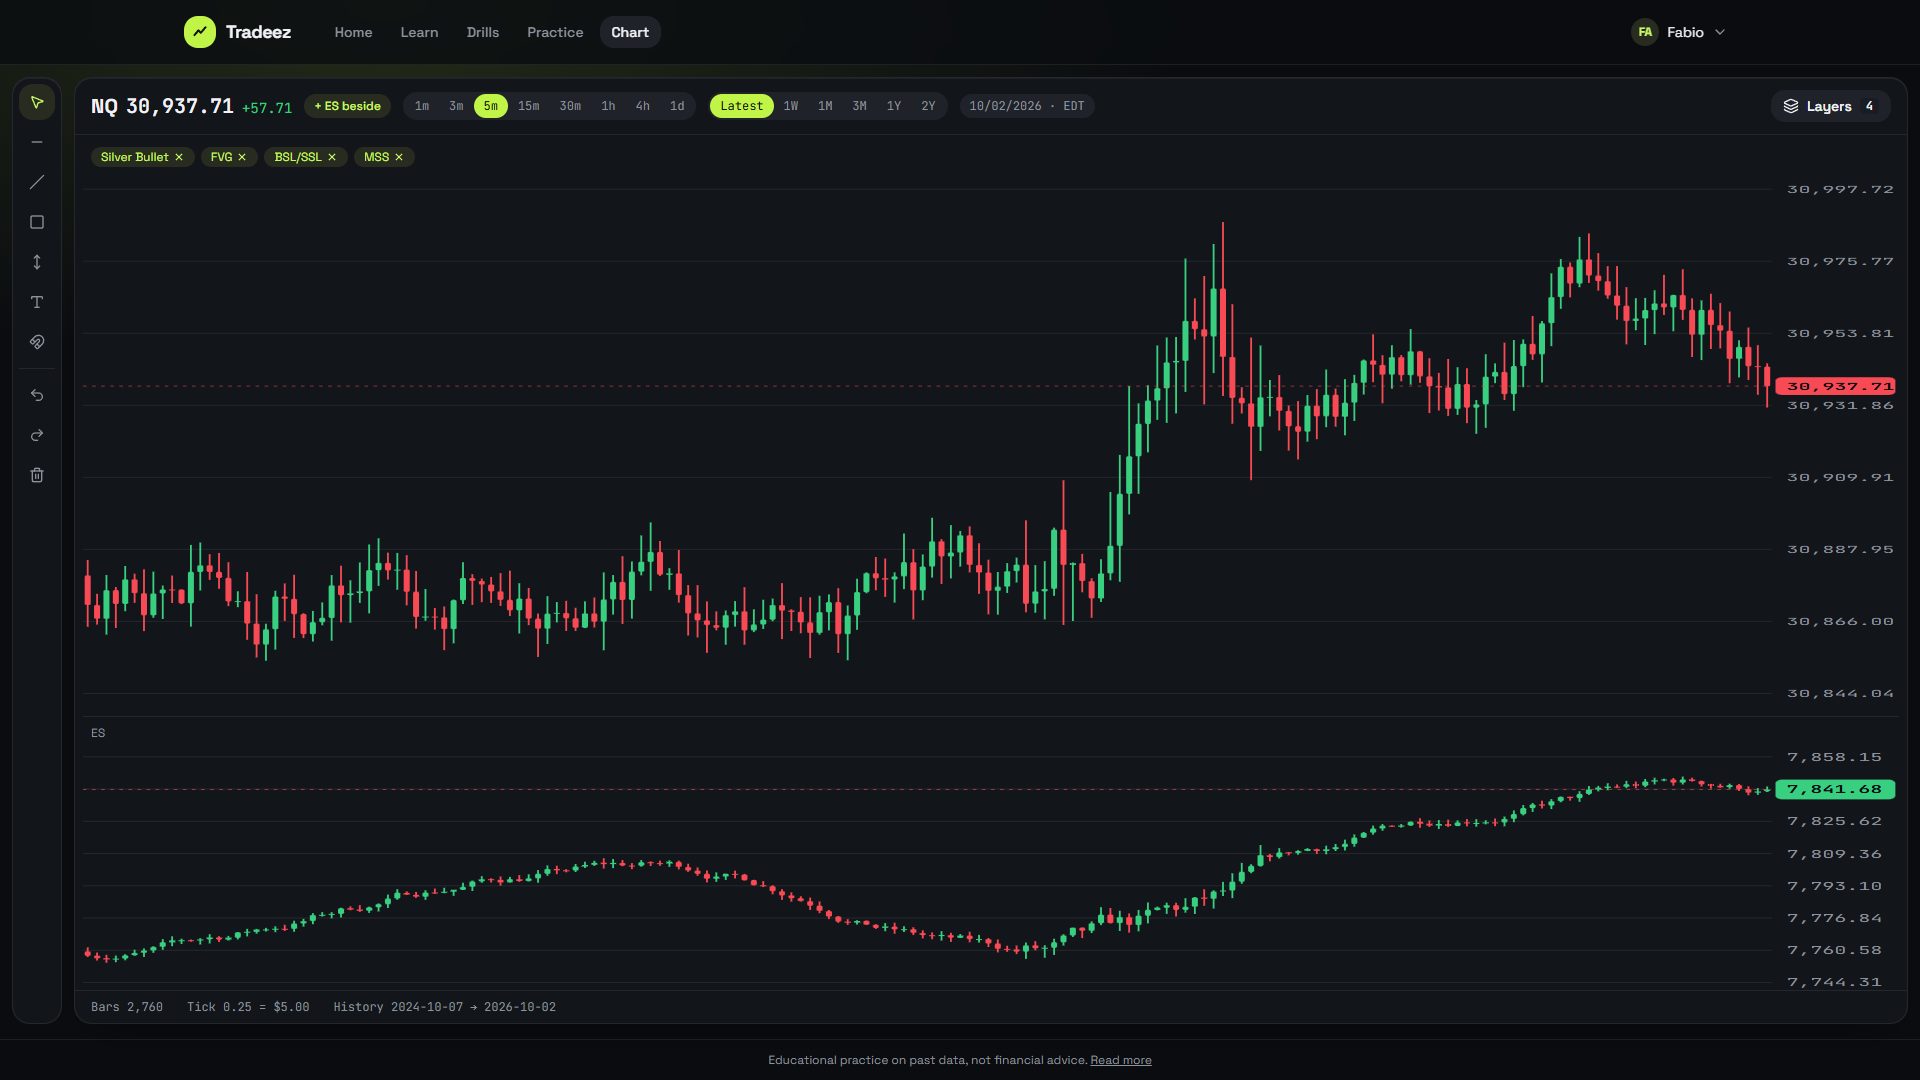 Tradeez Home Learn Drills Practice Chart FA Fabio
NQ 30,937.71 +57.71 + ES beside 1m 3m 5m 15m 30m 1h 4h 1d Latest 1W 1M 3M 1Y 2Y 10/02/2026 · EDT Layers 4
Silver Bullet × FVG × BSL/SSL × MSS ×
30,997.72
30,975.77
30,953.81
30,937.71
30,931.86
30,909.91
30,887.95
30,866.00
30,844.04
ES
7,858.15
7,841.68
7,825.62
7,809.36
7,793.10
7,776.84
7,760.58
7,744.31
Bars 2,760 Tick 0.25 = $5.00 History 2024-10-07 → 2026-10-02
Educational practice on past data, not financial advice. Read more